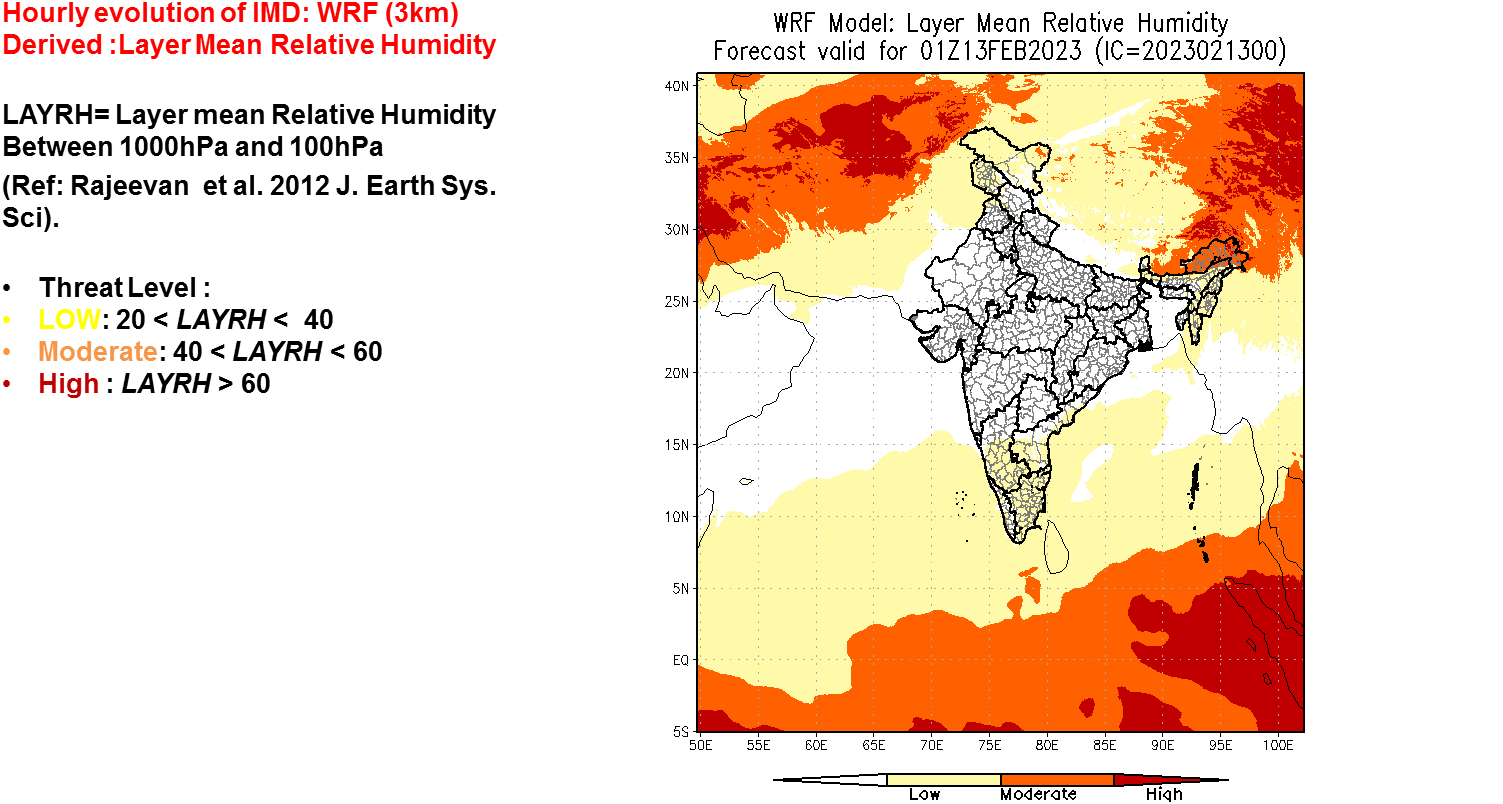 Hourly evolution of IMD: WRF (3km)
Derived :Layer Mean Relative Humidity
LAYRH= Layer mean Relative Humidity
Between 1000hPa and 100hPa
(Ref: Rajeevan et al. 2012 J. Earth Sys.
Sci).
• Threat Level :
• LOW: 20 < LAYRH < 40
• Moderate: 40 < LAYRH < 60
• High : LAYRH > 60
WRF Model: Layer Mean Relative Humidity
Forecast valid for 01Z13FEB2023 (IC=2023021300)
40N
35N
30N
25N
20N
15N
10N
5N
EQ
5S
50E 55E 60E 65E 70E 75E 80E 85E 90E 95E 100E
Low Moderate High